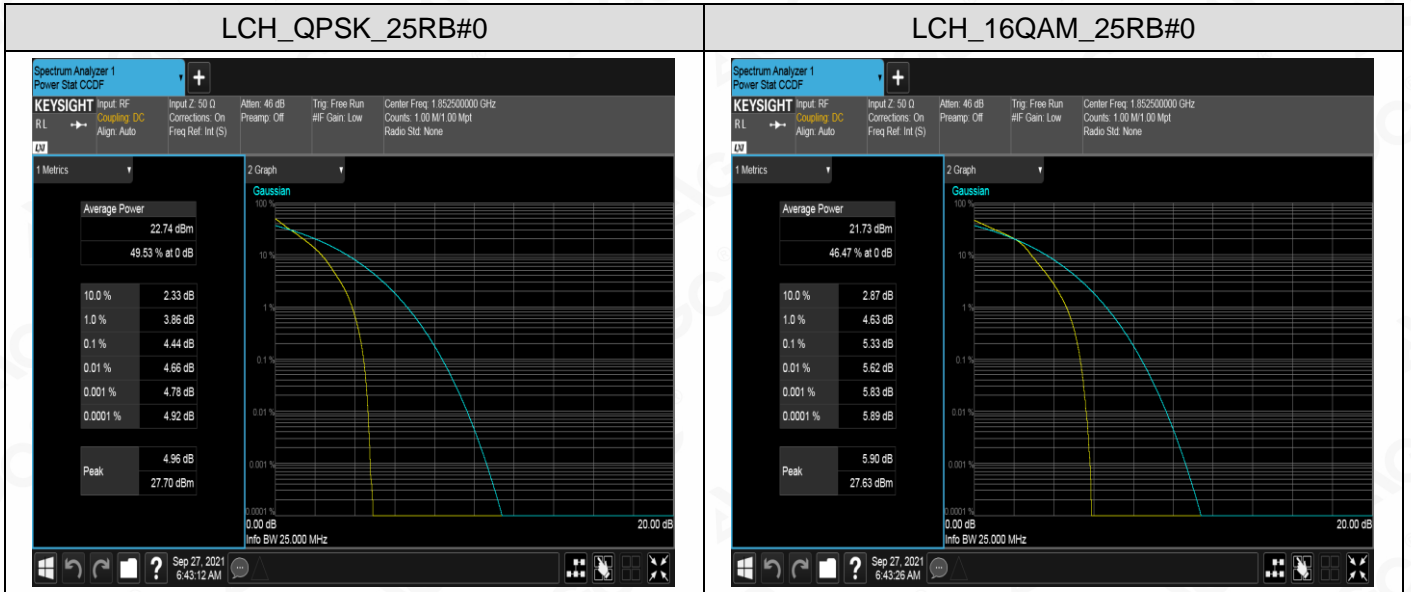 LCH_QPSK_25RB#0
Spectrum Analyzer 1
Power Stat CCDF
+
KEYSIGHT Input: RF Input Z: 50 Ω Atten: 46 dB Trig: Free Run Center Freq: 1.852500000 GHz
Coupling: DC Corrections: On Preamp: Off #IF Gain: Low Counts: 1.00 M/1.00 Mpt
RL Align: Auto Freq Ref: Int (S) Radio Std: None
LXI
1 Metrics
Average Power
22.74 dBm
49.53 % at 0 dB
10.0 % 2.33 dB
1.0 % 3.86 dB
0.1 % 4.44 dB
0.01 % 4.66 dB
0.001 % 4.78 dB
0.0001 % 4.92 dB
Peak 4.96 dB
27.70 dBm
2 Graph
Gaussian
100 %
10 %
1 %
0.1 %
0.01 %
0.001 %
0.0001 %
0.00 dB 20.00 dB
Info BW 25.000 MHz
? Sep 27, 2021
6:43:12 AM
LCH_16QAM_25RB#0
Spectrum Analyzer 1
Power Stat CCDF
+
KEYSIGHT Input: RF Input Z: 50 Ω Atten: 46 dB Trig: Free Run Center Freq: 1.852500000 GHz
Coupling: DC Corrections: On Preamp: Off #IF Gain: Low Counts: 1.00 M/1.00 Mpt
RL Align: Auto Freq Ref: Int (S) Radio Std: None
LXI
1 Metrics
Average Power
21.73 dBm
46.47 % at 0 dB
10.0 % 2.87 dB
1.0 % 4.63 dB
0.1 % 5.33 dB
0.01 % 5.62 dB
0.001 % 5.83 dB
0.0001 % 5.89 dB
Peak 5.90 dB
27.63 dBm
2 Graph
Gaussian
100 %
10 %
1 %
0.1 %
0.01 %
0.001 %
0.0001 %
0.00 dB 20.00 dB
Info BW 25.000 MHz
? Sep 27, 2021
6:43:26 AM